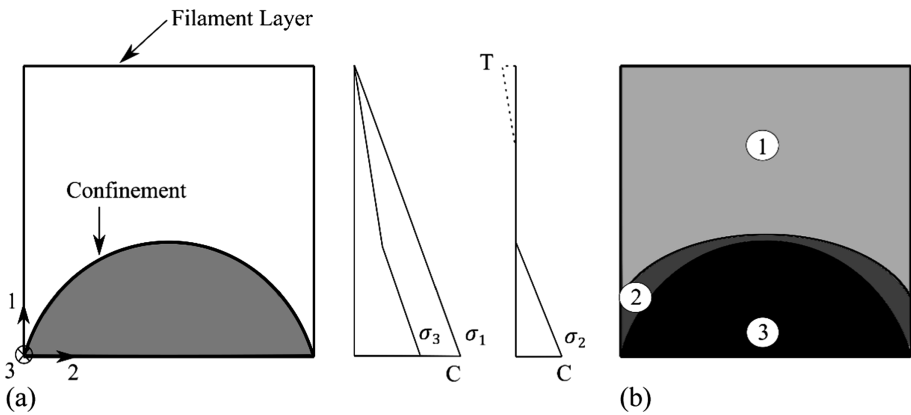 Filament Layer
Confinement
1
3
2
(a)
σ₃
σ₁
C
T
σ₂
C
1
2
3
(b)